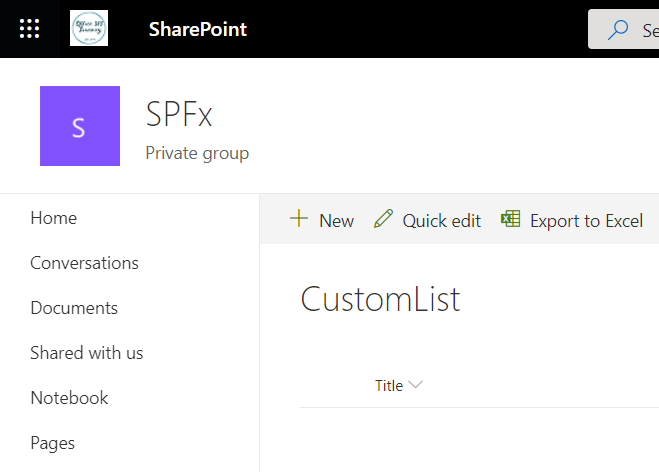 SharePoint
Se
S
SPFx
Private group
Home
Conversations
Documents
Shared with us
Notebook
Pages
New
Quick edit
Export to Excel
CustomList
Title